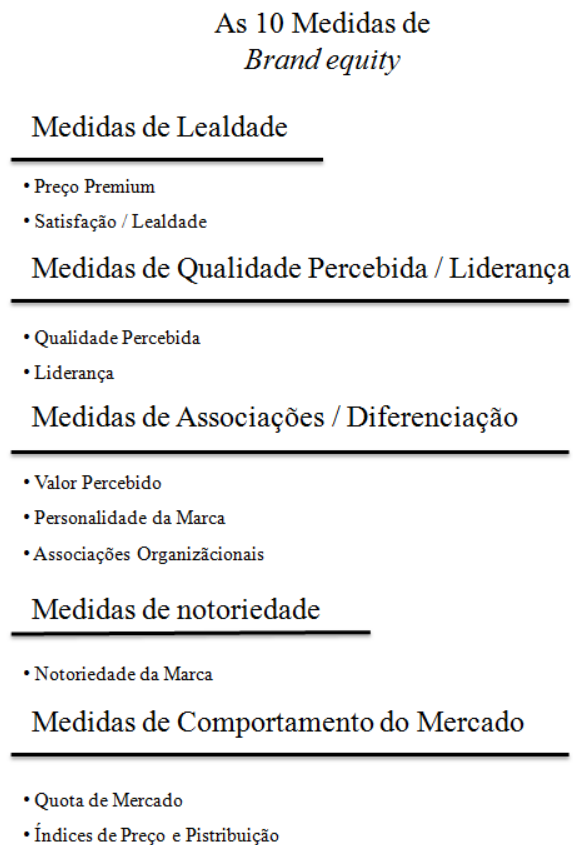 As 10 Medidas de
Brand equity
Medidas de Lealdade
• Preço Premium
• Satisfação / Lealdade
Medidas de Qualidade Percebida / Liderança
• Qualidade Percebida
• Liderança
Medidas de Associações / Diferenciação
• Valor Percebido
• Personalidade da Marca
• Associações Organizãcionais
Medidas de notoriedade
• Notoriedade da Marca
Medidas de Comportamento do Mercado
• Quota de Mercado
• Índices de Preço e Pistribuição